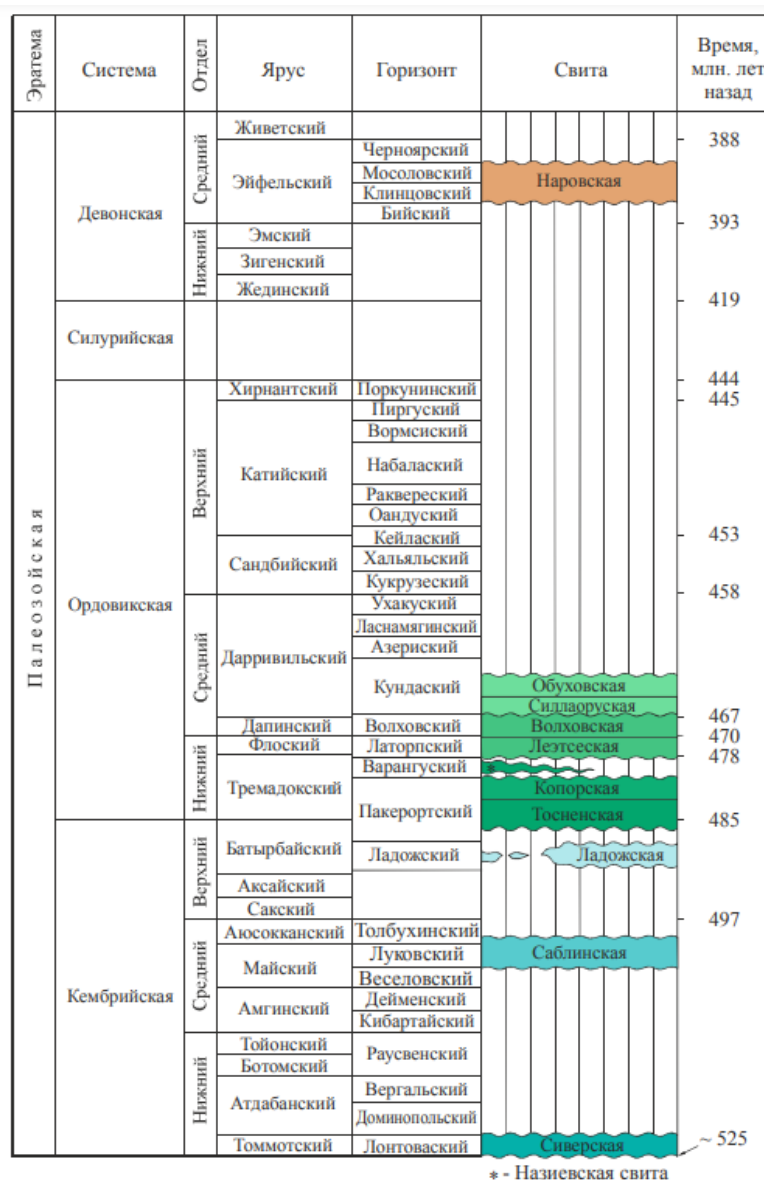 Эратема
Система
Отдел
Ярус
Горизонт
Свита
Время,
млн. лет
назад
Палеозойская
Девонская
Средний
Живетский
Эйфельский
Черноярский
Мосоловский
Клинцовский
Бийский
Наровская
388
393
Нижний
Эмский
Зигенский
Жединский
419
Силурийская
444
Ордовикская
Верхний
Хирнантский
Поркунинский
445
Катийский
Пиргуский
Вормсиский
Набалаский
Раквереский
Оандуский
Кейлаский
453
Сандбийский
Хальяльский
Кукрузеский
458
Средний
Дарривильский
Ухакуский
Ласнамягинский
Азериский
Кундаский
Обуховская
Силлаоруская
467
Дапинский
Волховский
Волховская
470
Нижний
Флоский
Латорпский
Леэтсеская
478
Тремадокский
Варангуский
*
Пакерортский
Копорская
Тосненская
485
Кембрийская
Верхний
Батырбайский
Ладожский
Ладожская
Аксайский
Сакский
497
Средний
Аюсокканский
Толбухинский
Майский
Луковский
Саблинская
Веселовский
Амгинский
Дейменский
Кибартайский
Нижний
Тойонский
Раусвенский
Ботомский
Атдабанский
Вергальский
Доминопольский
Томмотский
Лонтоваский
Сиверская
~ 525
* - Назиевская свита